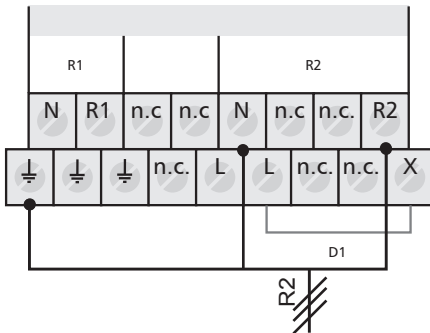 R1 R2
N R1 n.c n.c N n.c n.c. R2
n.c. L L n.c. n.c. X
D1
R2